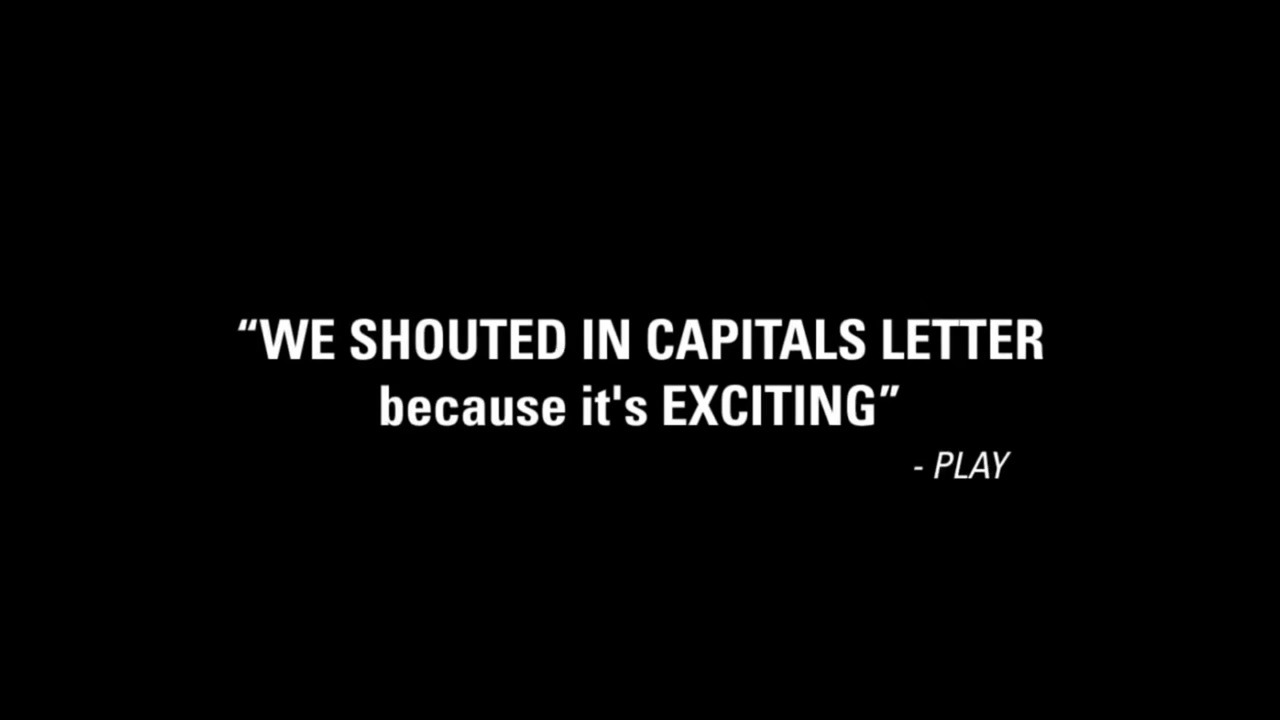 “WE SHOUTED IN CAPITALS LETTER
because it's EXCITING”
- PLAY